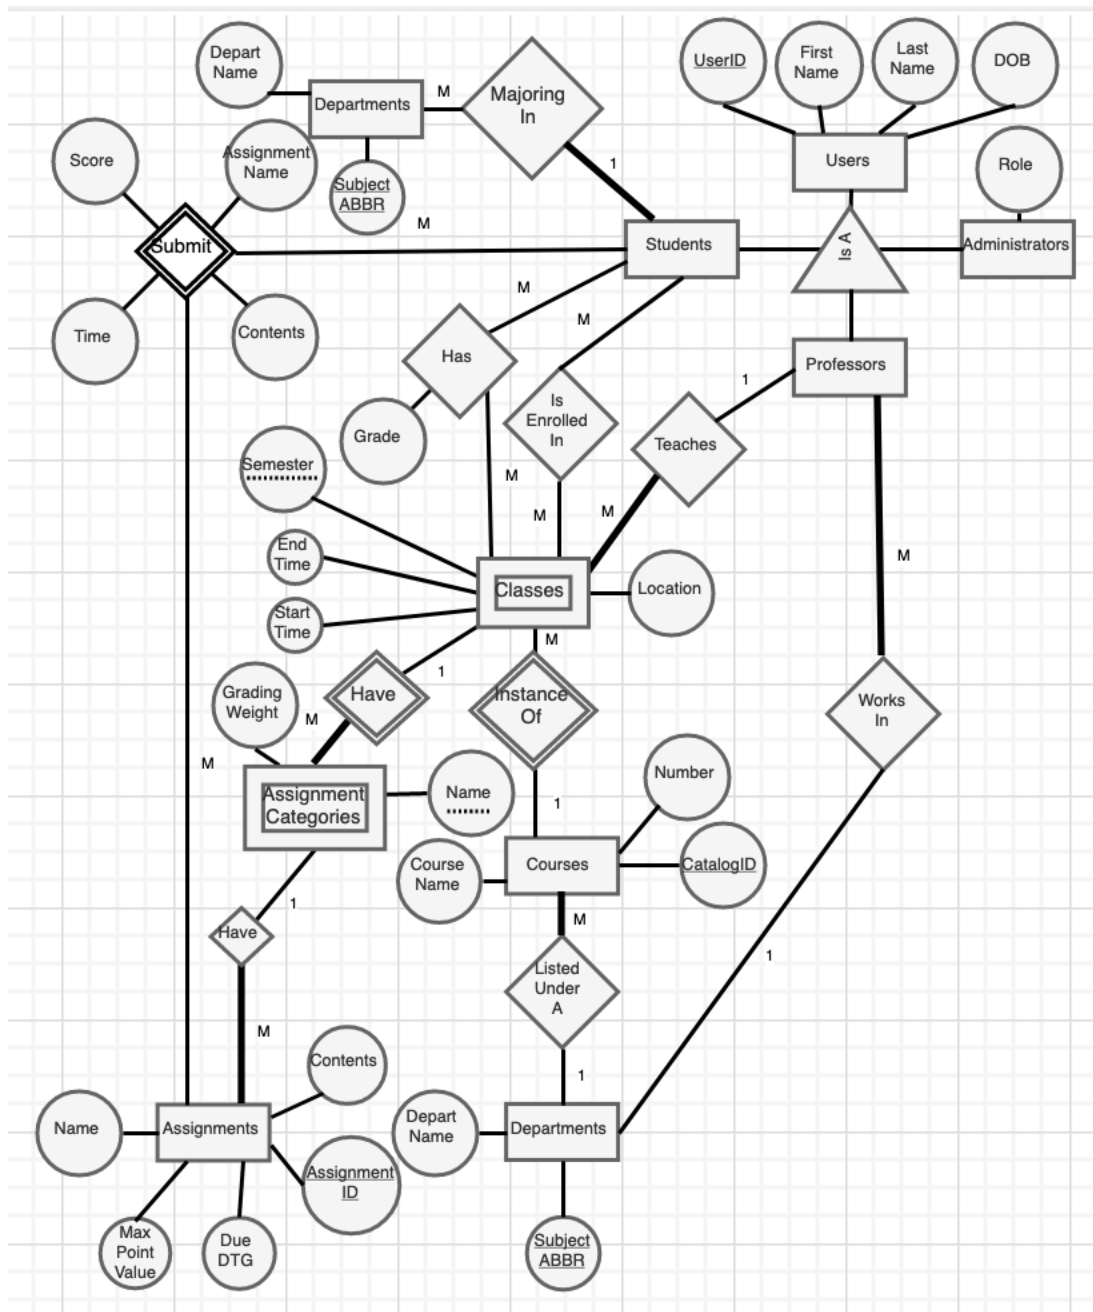 Depart
Name
Departments
M
Majoring
In
1
UserID
First
Name
Last
Name
DOB
Users
Role
Score
Assignment
Name
Subject
ABBR
M
Submit
Students
Is A
Administrators
Time
Contents
M
M
Has
Is
Enrolled
In
Grade
1
Professors
Teaches
Semester
M
M
M
M
End
Time
Classes
Location
Start
Time
M
1
Grading
Weight
M
Have
Instance
Of
Works
In
M
Assignment
Categories
Name
1
Number
Course
Name
Courses
CatalogID
1
Have
M
Listed
Under
A
1
M
Contents
1
Name
Assignments
Depart
Name
Departments
Assignment
ID
Max
Point
Value
Due
DTG
Subject
ABBR